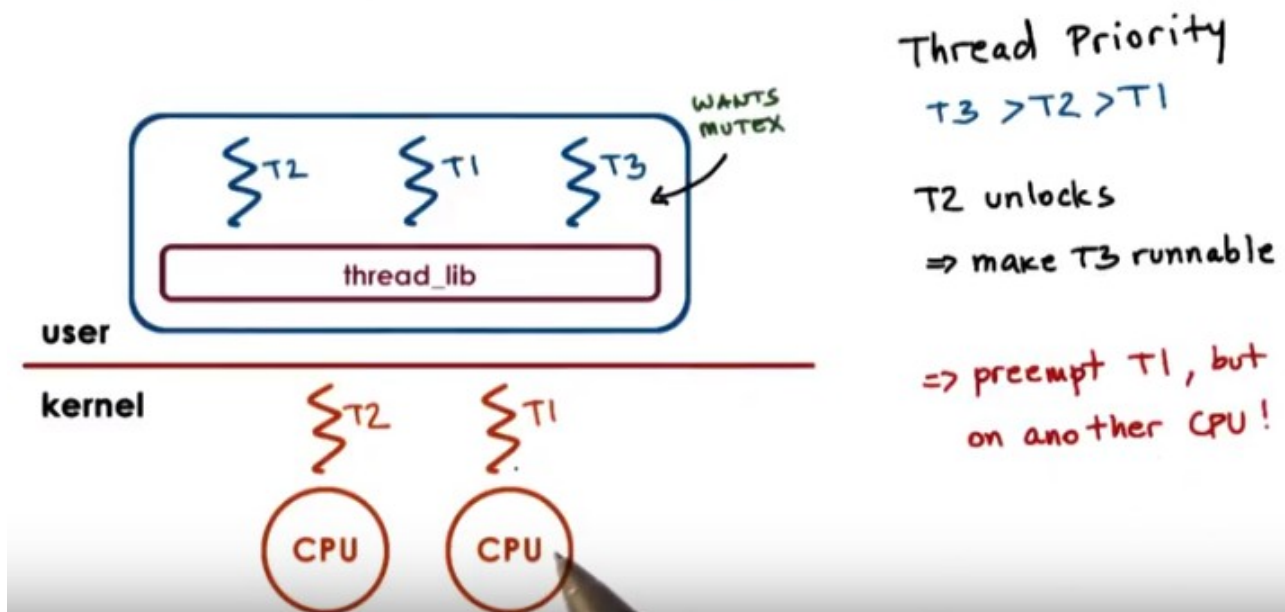 Thread Priority
T3 > T2 > T1
WANTS
MUTEX
T2
T1
T3
T2 unlocks
⇒ make T3 runnable
thread_lib
user
kernel
⇒ preempt T1, but
on another CPU!
T2
T1
CPU
CPU